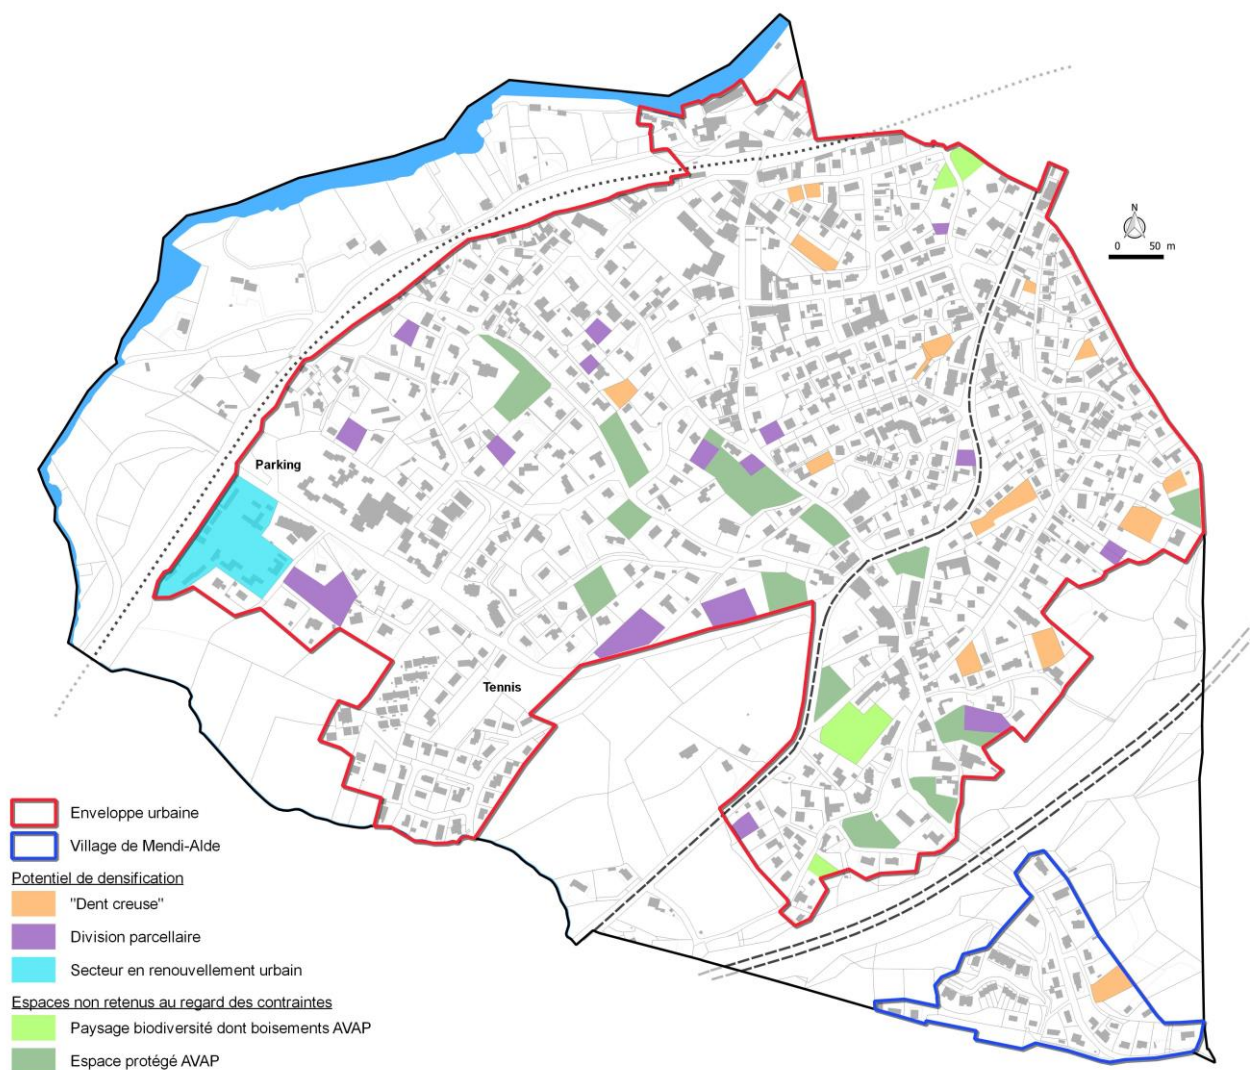 N
0 50 m
Parking
Tennis
Enveloppe urbaine
Village de Mendi-Alde
Potentiel de densification
"Dent creuse"
Division parcellaire
Secteur en renouvellement urbain
Espaces non retenus au regard des contraintes
Paysage biodiversité dont boisements AVAP
Espace protégé AVAP